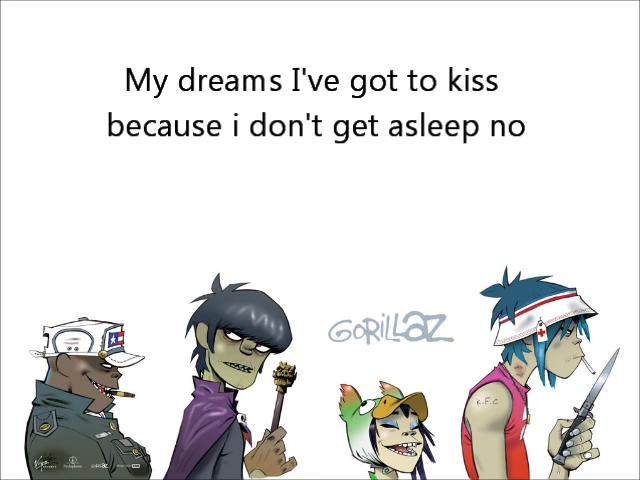 My dreams I've got to kiss
because i don't get asleep no
GORILLAZ
K.F.C